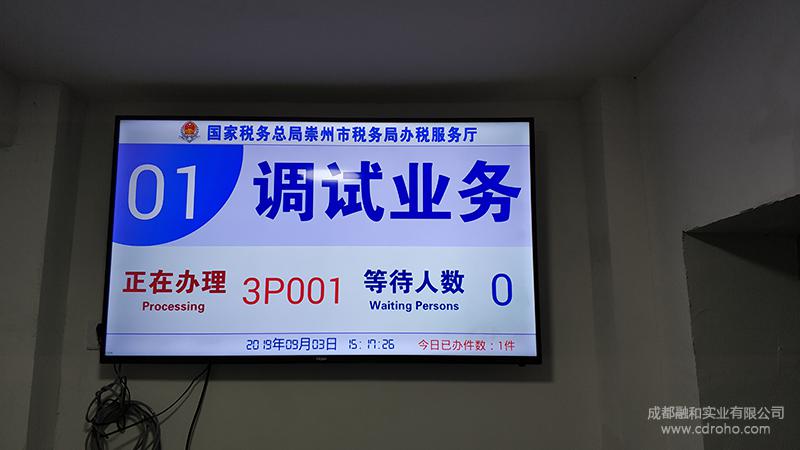 国家税务总局崇州市税务局办税服务厅
01 调试业务
正在办理 3P001 等待人数 0
Processing Waiting Persons
2019年09月03日 15:17:26 今日已办件数：1件
Haier
成都融和实业有限公司
www.cdroho.com